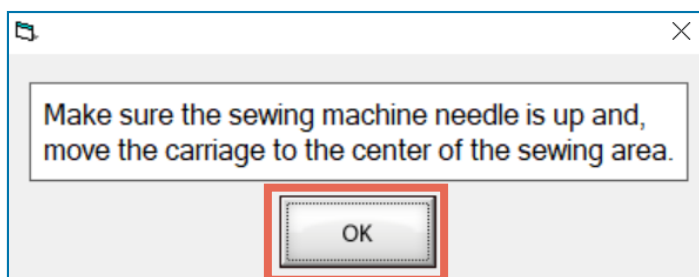 Make sure the sewing machine needle is up and,
move the carriage to the center of the sewing area.
OK